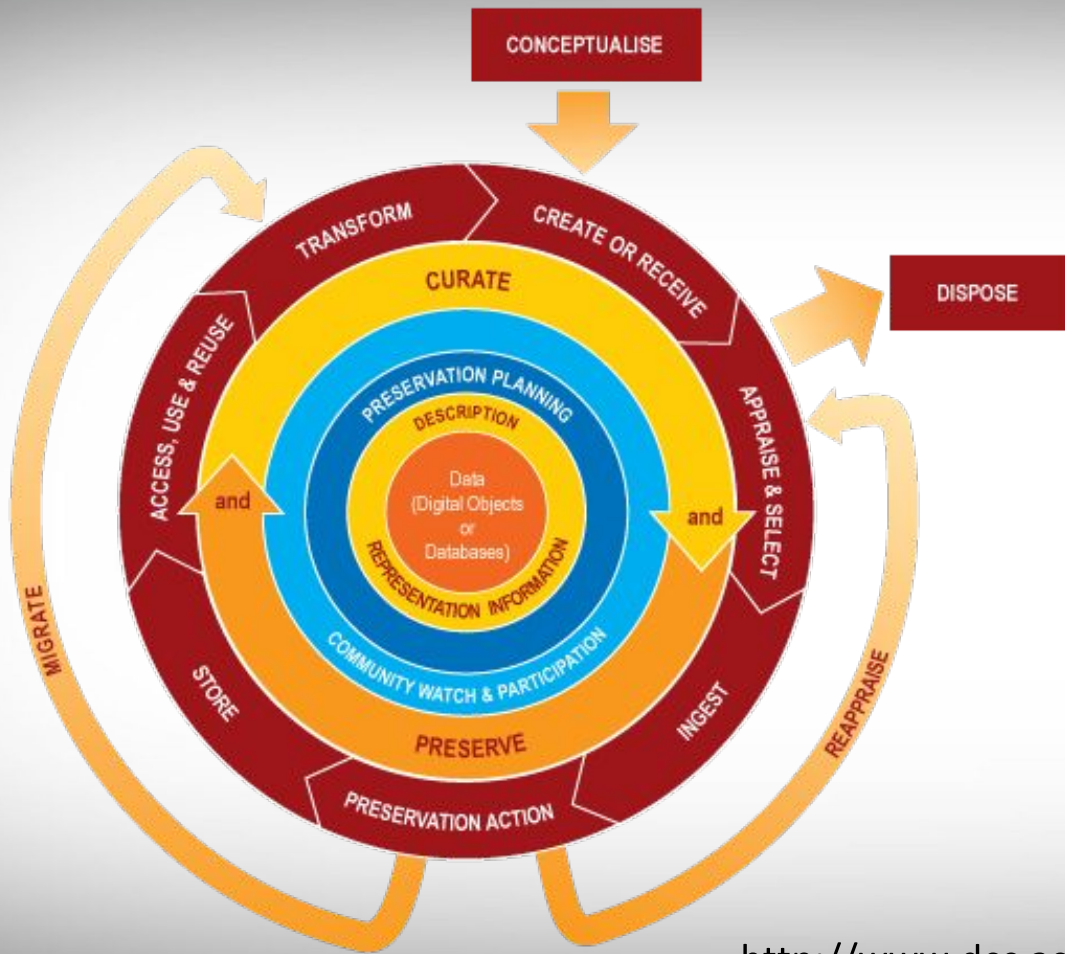 CONCEPTUALISE
TRANSFORM
CREATE OR RECEIVE
CURATE
DISPOSE
ACCESS, USE & REUSE
PRESERVATION PLANNING
DESCRIPTION
APPRAISE & SELECT
Data
(Digital Objects
or
Databases)
and
and
REPRESENTATION INFORMATION
COMMUNITY WATCH & PARTICIPATION
MIGRATE
STORE
INGEST
REAPPRAISE
PRESERVE
PRESERVATION ACTION